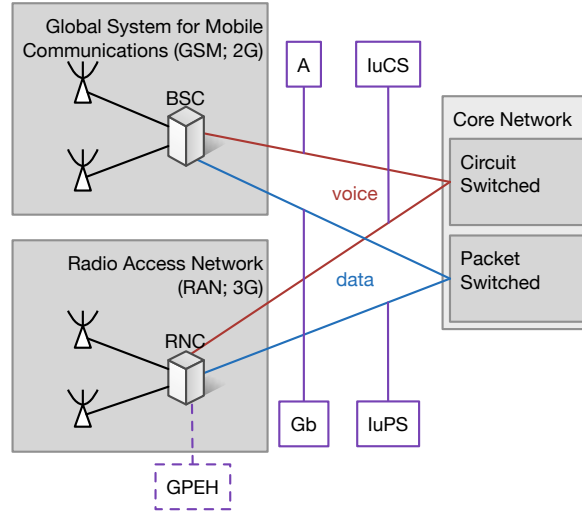 Global System for Mobile
Communications (GSM; 2G)
BSC
A
IuCS
Core Network
Circuit
Switched
voice
Packet
Switched
data
Radio Access Network
(RAN; 3G)
RNC
Gb
IuPS
GPEH